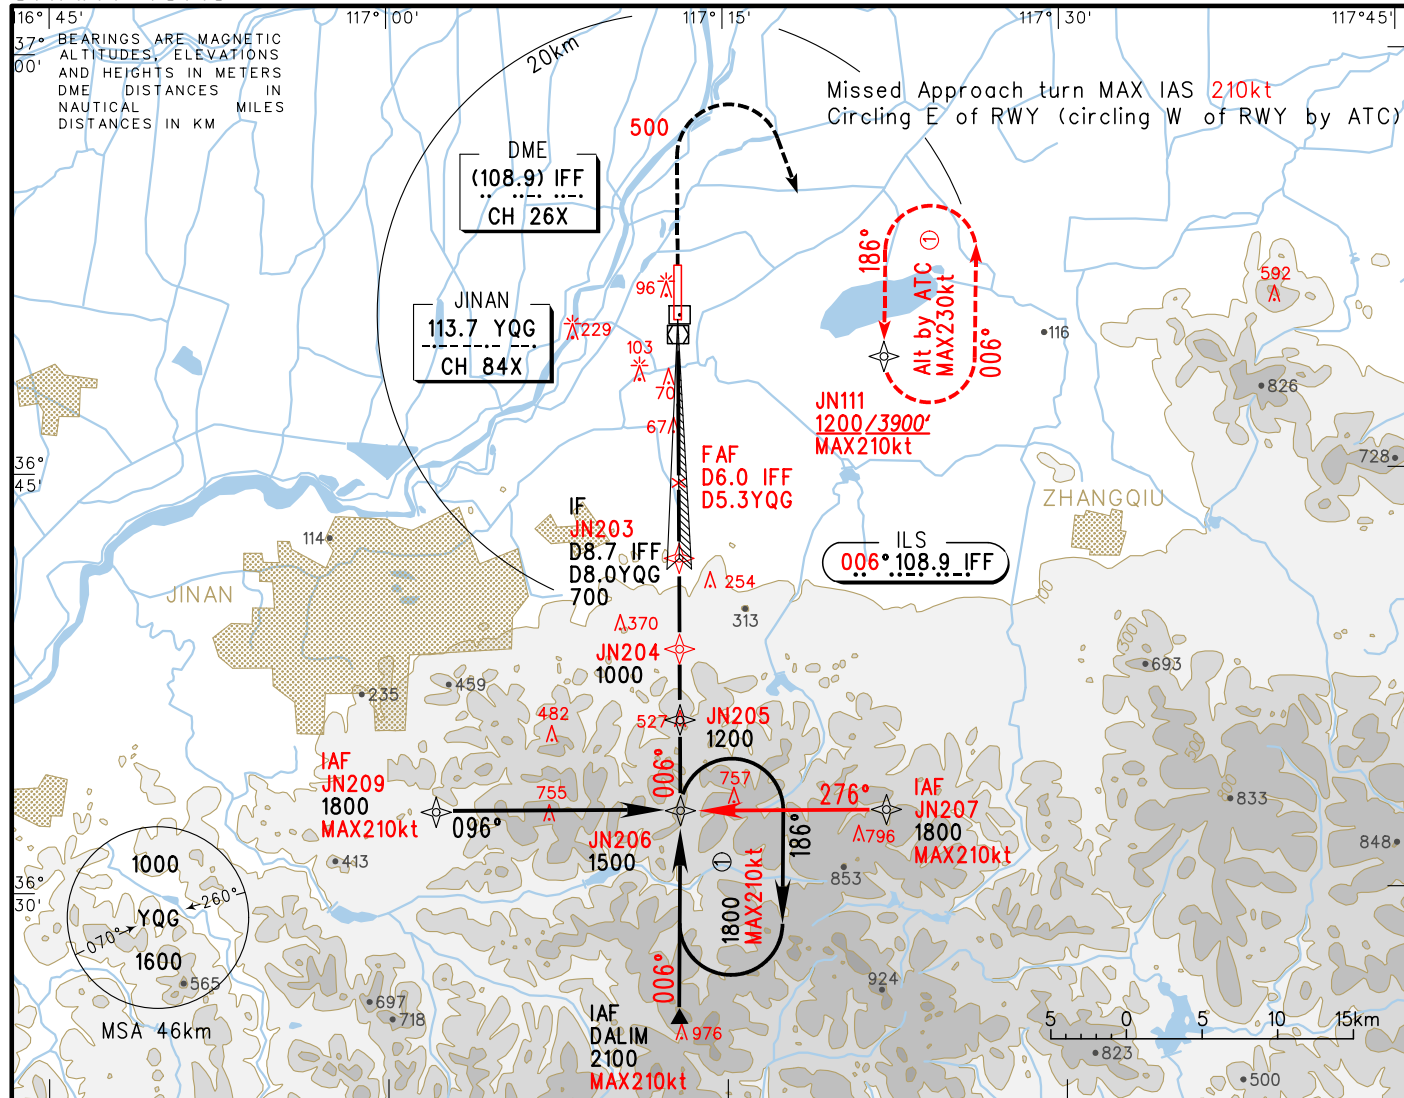 16° 45'
117° 00'
117° 15'
117° 30'
117° 45'
37°
00'
BEARINGS ARE MAGNETIC
ALTITUDES, ELEVATIONS
AND HEIGHTS IN METERS
DME DISTANCES IN
NAUTICAL MILES
DISTANCES IN KM
20km
Missed Approach turn MAX IAS 210kt
Circling E of RWY (circling W of RWY by ATC)
500
DME
(108.9) IFF
CH 26X
JINAN
113.7 YQG
CH 84X
96
229
103
70
67
186°
Alt by ATC ①
MAX230kt
006°
592
116
826
728
JN111
1200/3900'
MAX210kt
36°
45'
FAF
D6.0 IFF
D5.3YQG
ZHANGQIU
IF
JN203
D8.7 IFF
D8.0YQG
700
ILS
006° 108.9 IFF
114
JINAN
254
313
370
100
300
JN204
1000
693
235
459
482
527
JN205
1200
500
IAF
JN209
1800
MAX210kt
006°
755
757
276°
IAF
JN207
1800
MAX210kt
096°
JN206
1500
186°
796
833
848
413
853
①
1800
MAX210kt
36°
30'
1000
YQG
260°
070°
1600
565
MSA 46km
697
718
006°
924
IAF
DALIM
2100
MAX210kt
976
5 0 5 10 15km
823
500